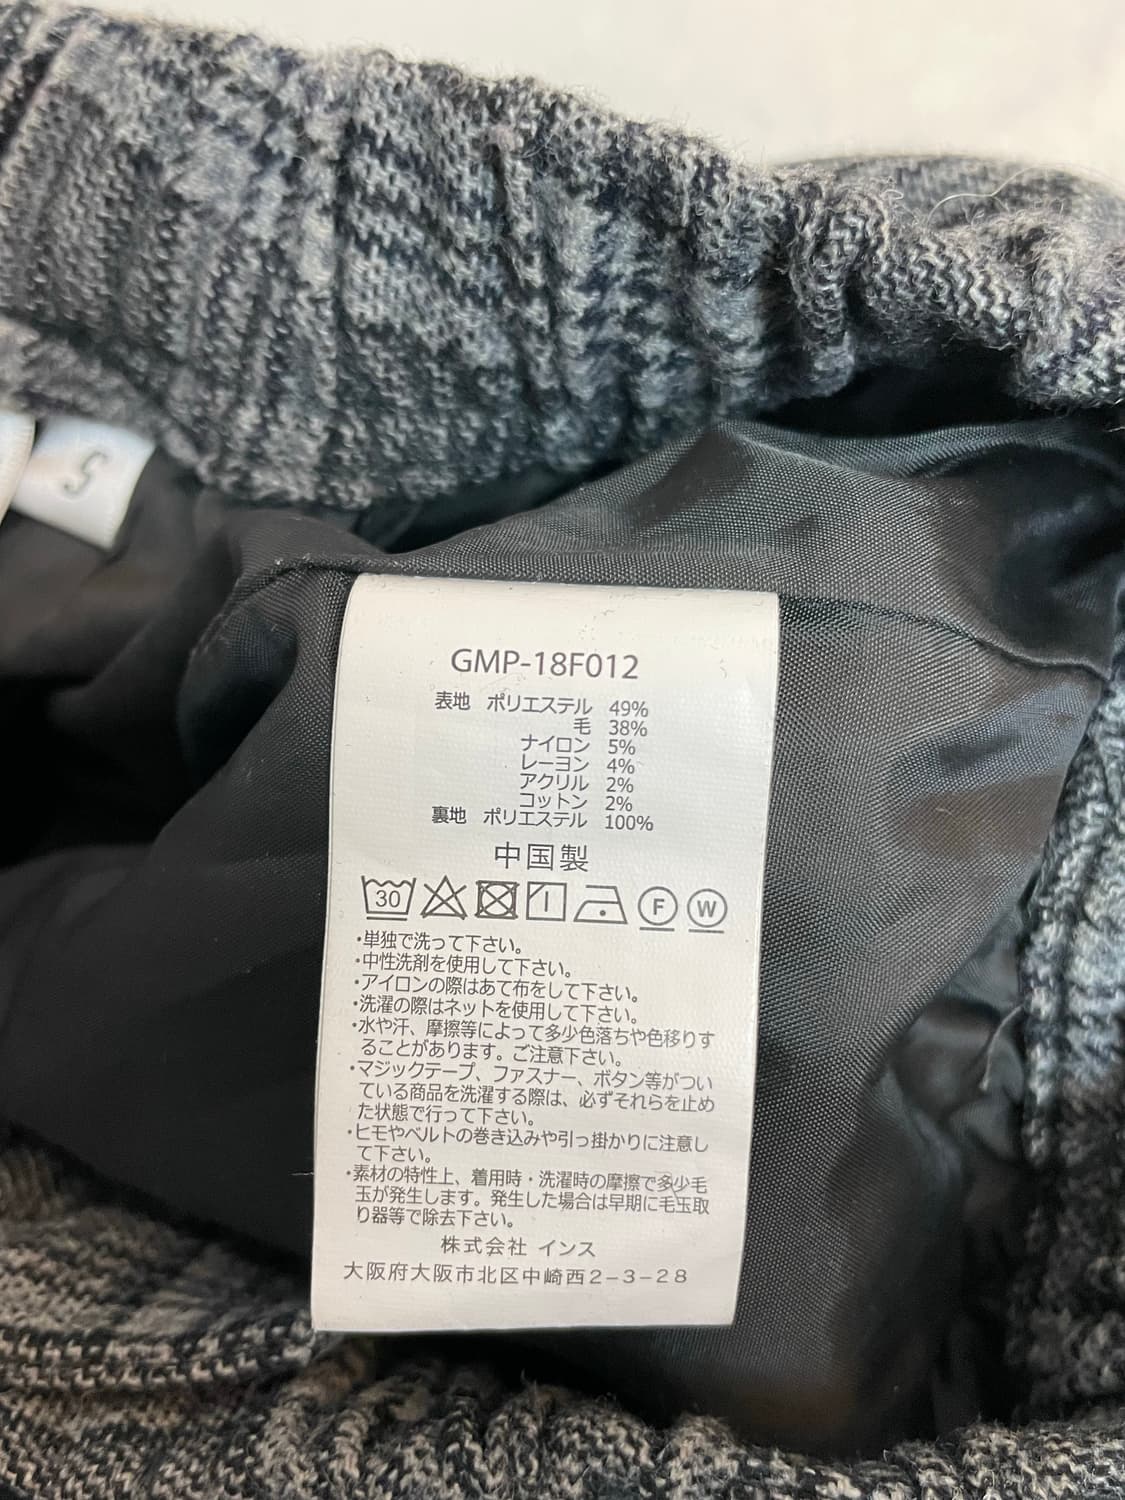 S
GMP-18F012
表地 ポリエステル 49%
毛 38%
ナイロン 5%
レーヨン 4%
アクリル 2%
コットン 2%
裏地 ポリエステル 100%
中国製
30 F W
・単独で洗って下さい。
・中性洗剤を使用して下さい。
・アイロンの際はあて布をして下さい。
・洗濯の際はネットを使用して下さい。
・水や汗、摩擦等によって多少色落ちや色移りす
ることがあります。ご注意下さい。
・マジックテープ、ファスナー、ボタン等がつい
ている商品を洗濯する際は、必ずそれらを止め
た状態で行って下さい。
・ヒモやベルトの巻き込みや引っ掛かりに注意し
て下さい。
・素材の特性上、着用時・洗濯時の摩擦で多少毛
玉が発生します。発生した場合は早期に毛玉取
り器等で除去下さい。
株式会社 インス
大阪府大阪市北区中崎西2-3-28